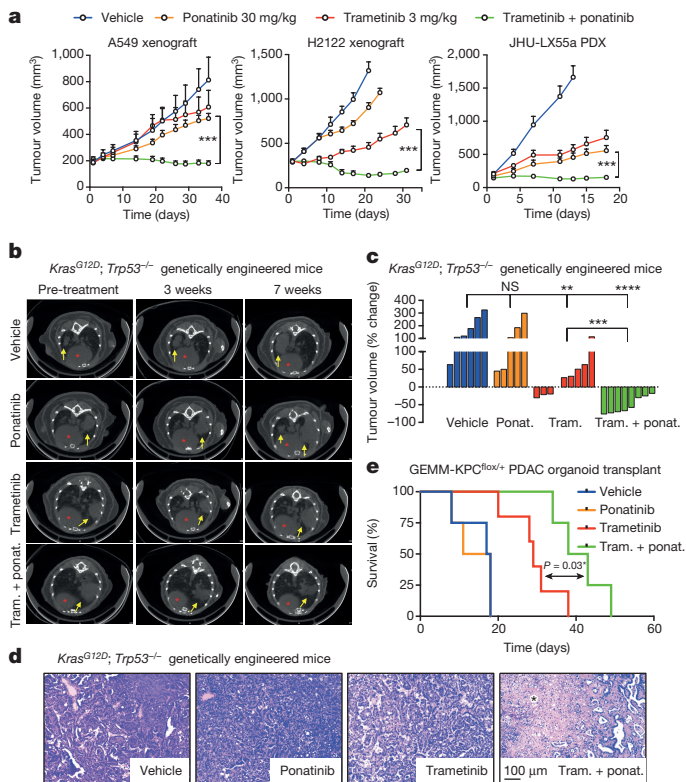 a
Vehicle Ponatinib 30 mg/kg Trametinib 3 mg/kg Trametinib + ponatinib
A549 xenograft
Tumour volume (mm3)
1,000
800
600
400
200
0
0 10 20 30 40
Time (days)
***
H2122 xenograft
Tumour volume (mm3)
1,500
1,000
500
0
0 10 20 30
Time (days)
***
JHU-LX55a PDX
Tumour volume (mm3)
2,000
1,500
1,000
500
0
0 5 10 15 20
Time (days)
***
b
KrasG12D; Trp53−/− genetically engineered mice
Pre-treatment 3 weeks 7 weeks
Vehicle
Ponatinib
Trametinib
Tram. + ponat.
c
KrasG12D; Trp53−/− genetically engineered mice
NS ** ****
***
Tumour volume (% change)
400
300
200
100
100
50
0
−50
−100
Vehicle Ponat. Tram. Tram. + ponat.
e
GEMM-KPCflox/+ PDAC organoid transplant
Survival (%)
100
75
50
25
0
0 20 40 60
Time (days)
Vehicle
Ponatinib
Trametinib
Tram. + ponat.
P = 0.03*
d
KrasG12D; Trp53−/− genetically engineered mice
Vehicle
Ponatinib
Trametinib
*
100 μm Tram. + ponat.